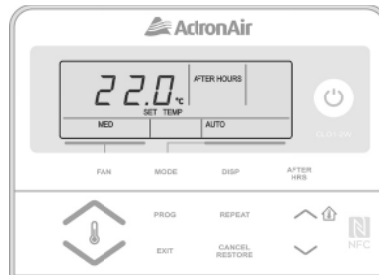 ActronAir
22.0 °C
AFTER HOURS
SET TEMP
MED
AUTO
FAN MODE DISP AFTER HRS
PROG REPEAT
EXIT CANCEL RESTORE
NFC